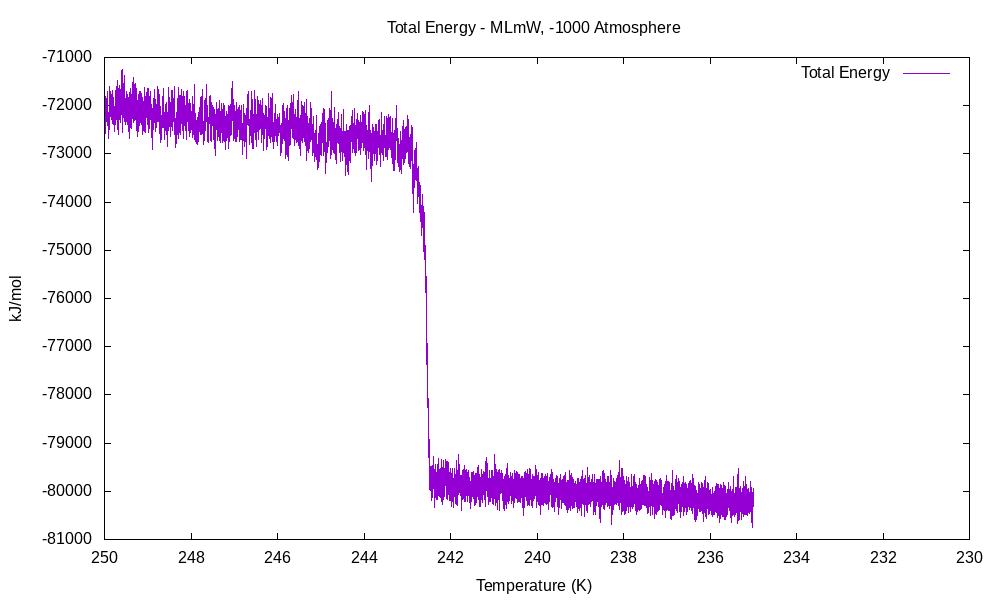 Total Energy - MLmW, -1000 Atmosphere
Total Energy
-71000
-72000
-73000
-74000
-75000
-76000
-77000
-78000
-79000
-80000
-81000
kJ/mol
250 248 246 244 242 240 238 236 234 232 230
Temperature (K)